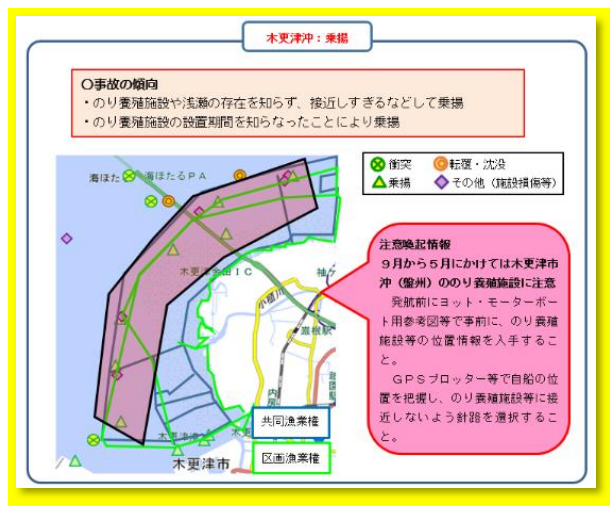 木更津沖：乗揚
〇事故の傾向
・のり養殖施設や浅瀬の存在を知らず、接近しすぎるなどして乗揚
・のり養殖施設の設置期間を知らなったことにより乗揚
衝突 転覆・沈没
乗揚 その他（施設損傷等）
海ほた
海ほたるＰＡ
注意喚起情報
９月から５月にかけては木更津市
沖（盤州）ののり養殖施設に注意
発航前にヨット・モーターボー
ト用参考図等で事前に、のり養殖
施設等の位置情報を入手するこ
と。
ＧＰＳプロッター等で自船の位
置を把握し、のり養殖施設等に接
近しないよう針路を選択するこ
と。
袖ケ
小櫃川
巌根駅
内房
共同漁業権
区画漁業権
木更津市